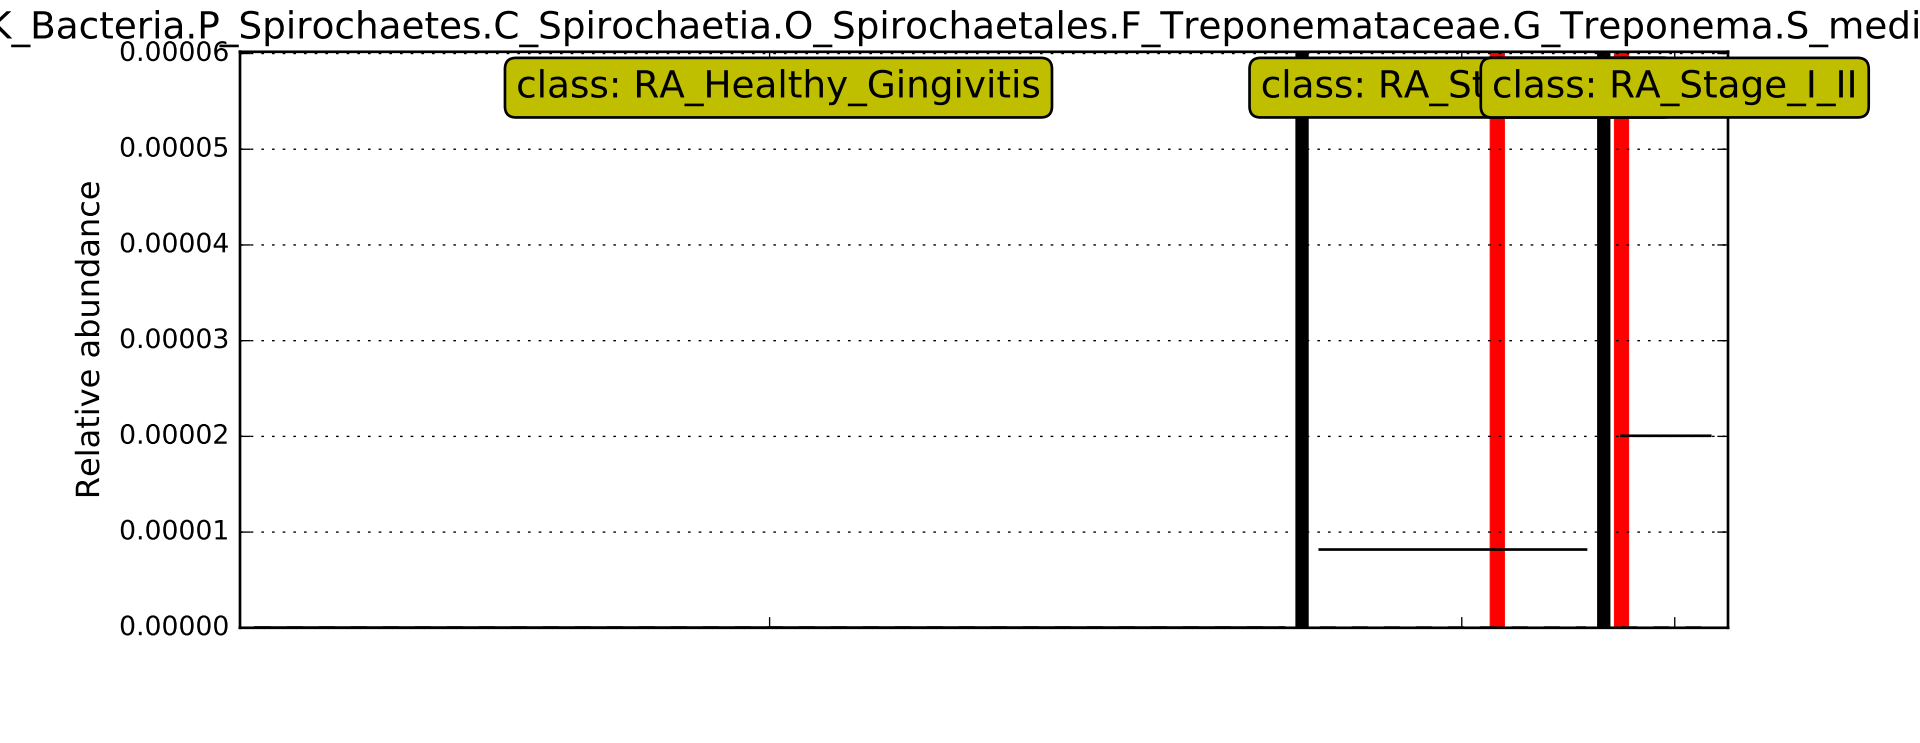 K_Bacteria.P_Spirochaetes.C_Spirochaetia.O_Spirochaetales.F_Treponemataceae.G_Treponema.S_medi
0.00006
class: RA_Healthy_Gingivitis
class: RA_St
class: RA_Stage_I_II
0.00005
0.00004
0.00003
0.00002
0.00001
0.00000
Relative abundance